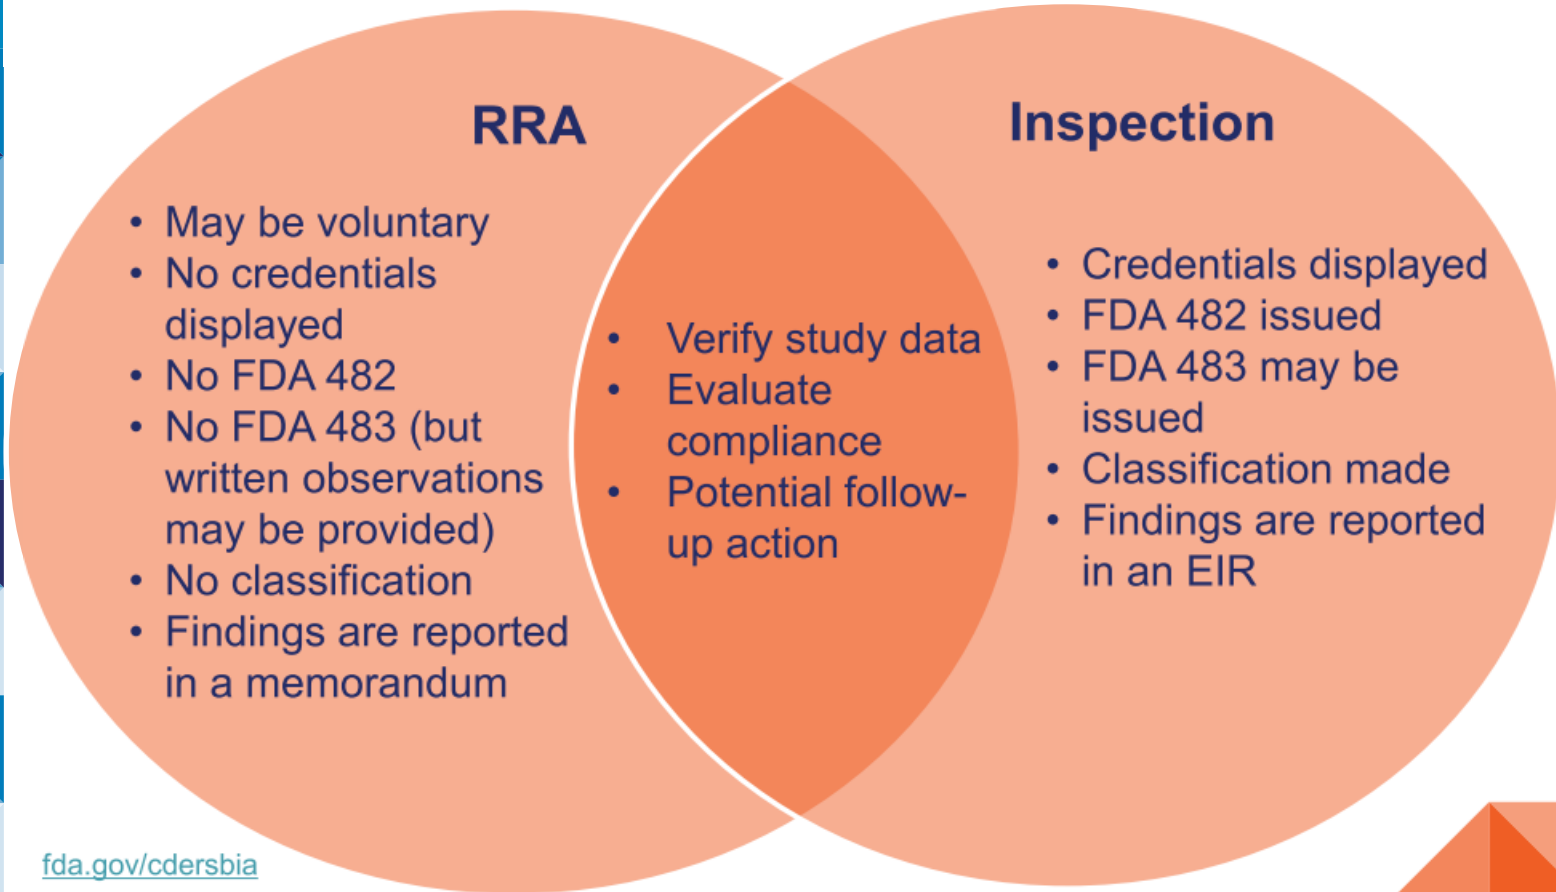 RRA
• May be voluntary
• No credentials
displayed
• No FDA 482
• No FDA 483 (but
written observations
may be provided)
• No classification
• Findings are reported
in a memorandum
• Verify study data
• Evaluate
compliance
• Potential follow-
up action
Inspection
• Credentials displayed
• FDA 482 issued
• FDA 483 may be
issued
• Classification made
• Findings are reported
in an EIR
fda.gov/cdersbia